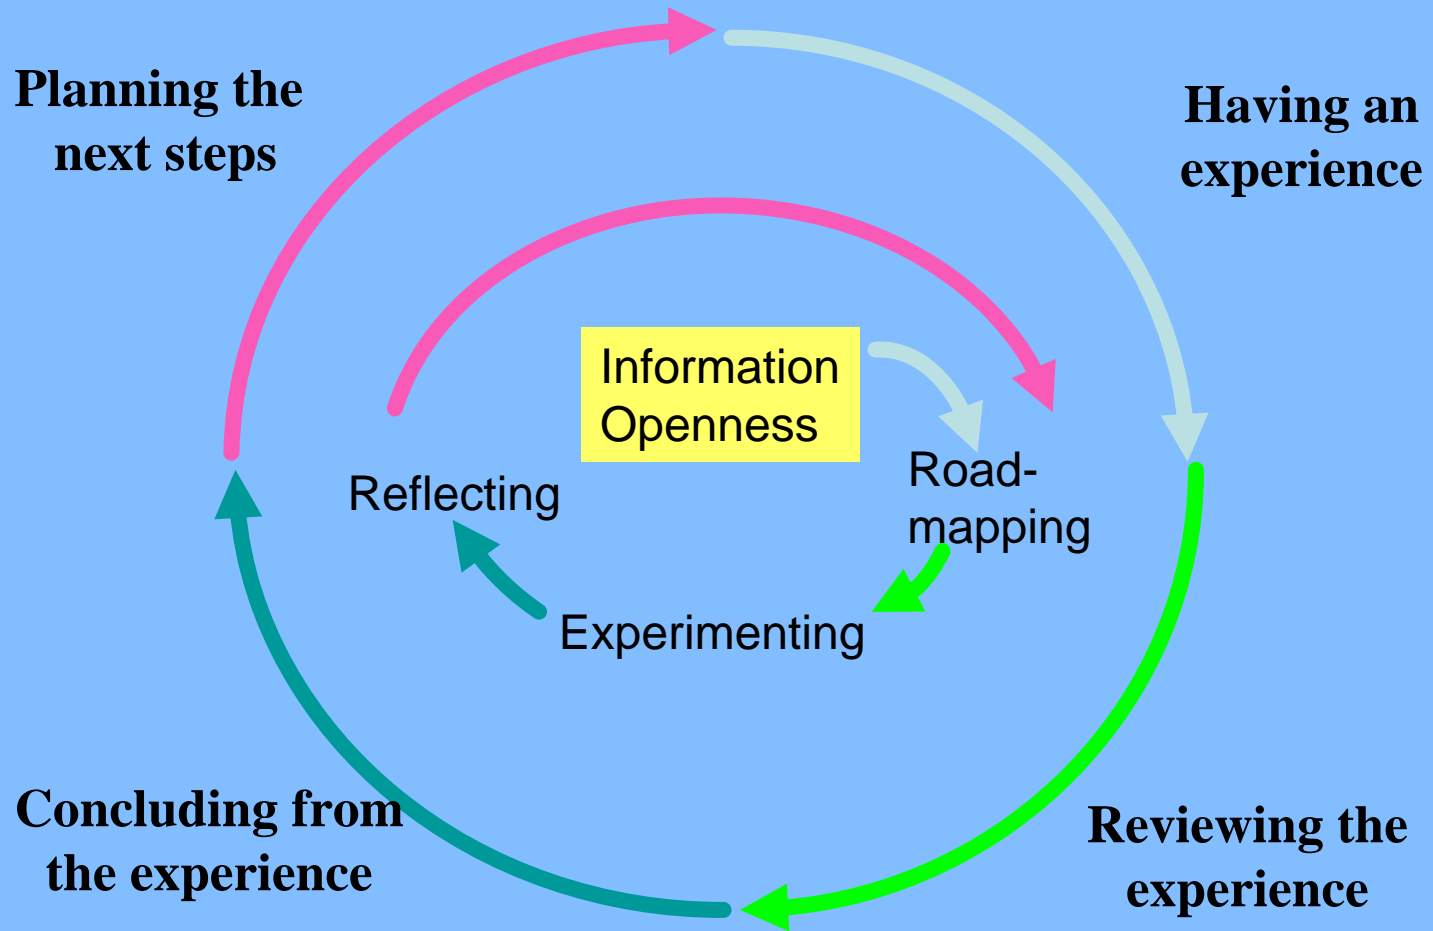 Planning the
next steps
Having an
experience
Information
Openness
Reflecting
Road-
mapping
Experimenting
Concluding from
the experience
Reviewing the
experience